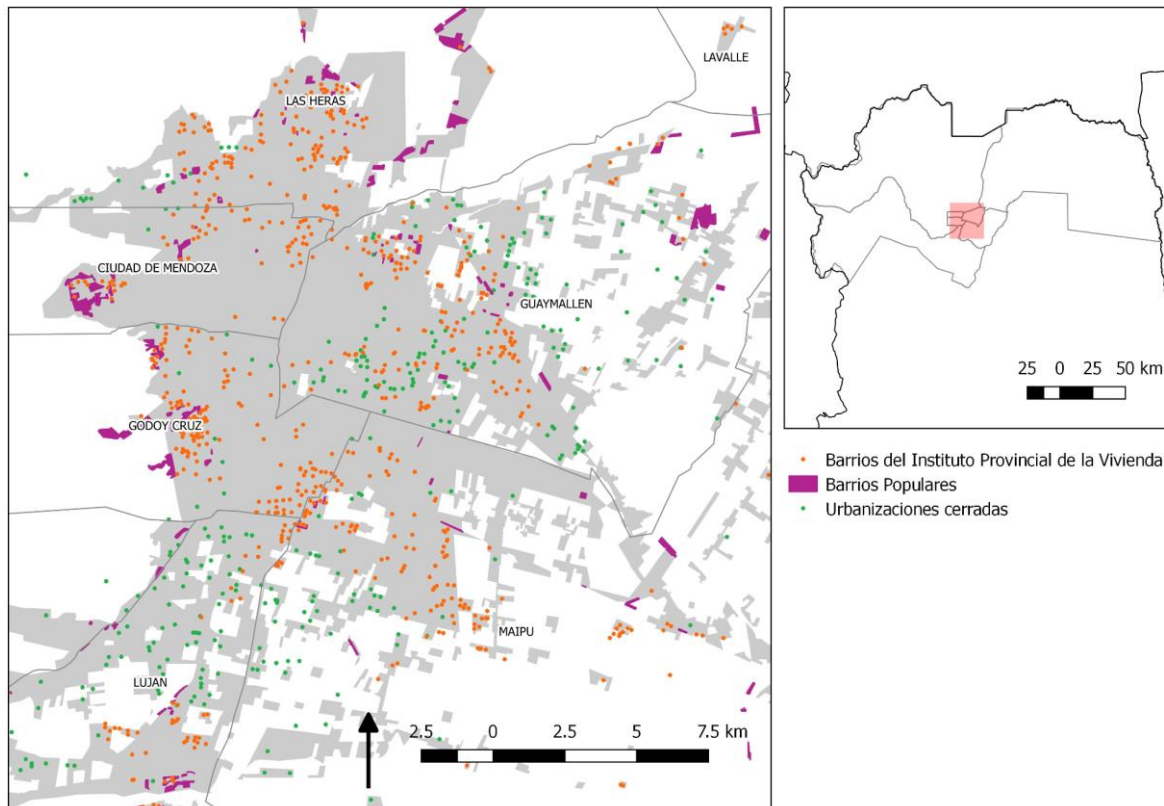 LAVALLE
LAS HERAS
CIUDAD DE MENDOZA
GUAYMALLEN
GODOY CRUZ
MAIPU
LUJAN
2.5 0 2.5 5 7.5 km
25 0 25 50 km
Barrios del Instituto Provincial de la Vivienda
Barrios Populares
Urbanizaciones cerradas